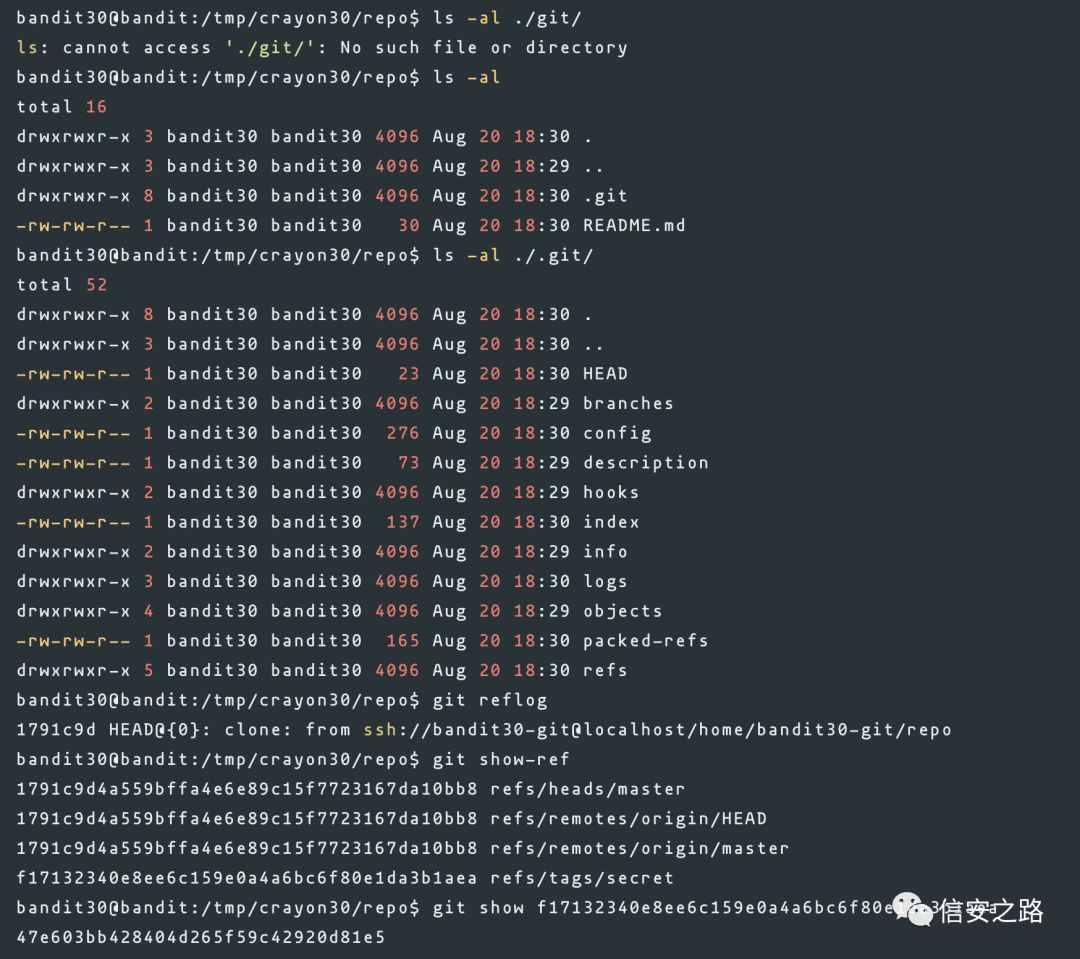 bandit30@bandit:/tmp/crayon30/repo$ ls -al ./git/
ls: cannot access './git/': No such file or directory
bandit30@bandit:/tmp/crayon30/repo$ ls -al
total 16
drwxrwxr-x 3 bandit30 bandit30 4096 Aug 20 18:30 .
drwxrwxr-x 3 bandit30 bandit30 4096 Aug 20 18:29 ..
drwxrwxr-x 8 bandit30 bandit30 4096 Aug 20 18:30 .git
-rw-rw-r-- 1 bandit30 bandit30   30 Aug 20 18:30 README.md
bandit30@bandit:/tmp/crayon30/repo$ ls -al ./.git/
total 52
drwxrwxr-x 8 bandit30 bandit30 4096 Aug 20 18:30 .
drwxrwxr-x 3 bandit30 bandit30 4096 Aug 20 18:30 ..
-rw-rw-r-- 1 bandit30 bandit30   23 Aug 20 18:30 HEAD
drwxrwxr-x 2 bandit30 bandit30 4096 Aug 20 18:29 branches
-rw-rw-r-- 1 bandit30 bandit30  276 Aug 20 18:30 config
-rw-rw-r-- 1 bandit30 bandit30   73 Aug 20 18:29 description
drwxrwxr-x 2 bandit30 bandit30 4096 Aug 20 18:29 hooks
-rw-rw-r-- 1 bandit30 bandit30  137 Aug 20 18:30 index
drwxrwxr-x 2 bandit30 bandit30 4096 Aug 20 18:29 info
drwxrwxr-x 3 bandit30 bandit30 4096 Aug 20 18:30 logs
drwxrwxr-x 4 bandit30 bandit30 4096 Aug 20 18:29 objects
-rw-rw-r-- 1 bandit30 bandit30  165 Aug 20 18:30 packed-refs
drwxrwxr-x 5 bandit30 bandit30 4096 Aug 20 18:30 refs
bandit30@bandit:/tmp/crayon30/repo$ git reflog
1791c9d HEAD@{0}: clone: from ssh://bandit30-git@localhost/home/bandit30-git/repo
bandit30@bandit:/tmp/crayon30/repo$ git show-ref
1791c9d4a559bffa4e6e89c15f7723167da10bb8 refs/heads/master
1791c9d4a559bffa4e6e89c15f7723167da10bb8 refs/remotes/origin/HEAD
1791c9d4a559bffa4e6e89c15f7723167da10bb8 refs/remotes/origin/master
f17132340e8ee6c159e0a4a6bc6f80e1da3b1aea refs/tags/secret
bandit30@bandit:/tmp/crayon30/repo$ git show
信安之路
47e603bb428404d265f59c42920d81e5